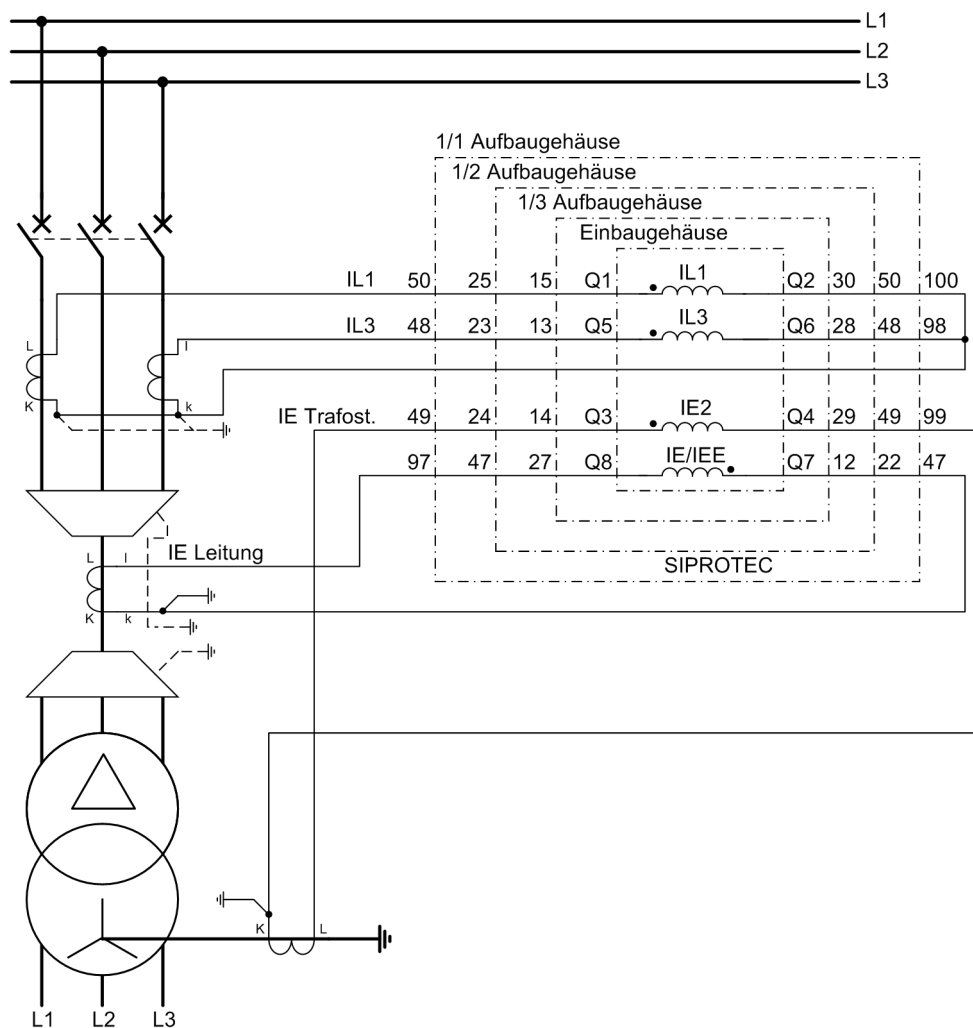 L1
L2
L3
1/1 Aufbaugehäuse
1/2 Aufbaugehäuse
1/3 Aufbaugehäuse
Einbaugehäuse
IL1 50 25 15 Q1 IL1 Q2 30 50 100
IL3 48 23 13 Q5 IL3 Q6 28 48 98
L l
K k
IE Trafost. 49 24 14 Q3 IE2 Q4 29 49 99
97 47 27 Q8 IE/IEE Q7 12 22 47
IE Leitung
L l
SIPROTEC
K k
K L
L1 L2 L3